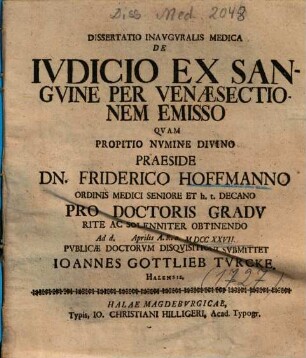 Diss. Med. 2048
DISSERTATIO INAVGVRALIS MEDICA
DE
IVDICIO EX SAN-
GVINE PER VENÆSECTIO-
NEM EMISSO
QVAM
PROPITIO NVMINE DIVINO
PRAESIDE
DN. FRIDERICO HOFFMANNO
ORDINIS MEDICI SENIORE ET h. t. DECANO
PRO DOCTORIS GRADV
RITE AC SOLENNITER OBTINENDO
Ad d. Aprilis A. MDCCXXVII.
PVBLICÆ DOCTORVM DISQVISITIONI SVBMITTET
IOANNES GOTTLIEB TVRCKE,
HALENSIS.
(1727)
HALAE MAGDEBVRGICAE,
Typis, IO. CHRISTIANI HILLIGERI, Acad. Typogr.